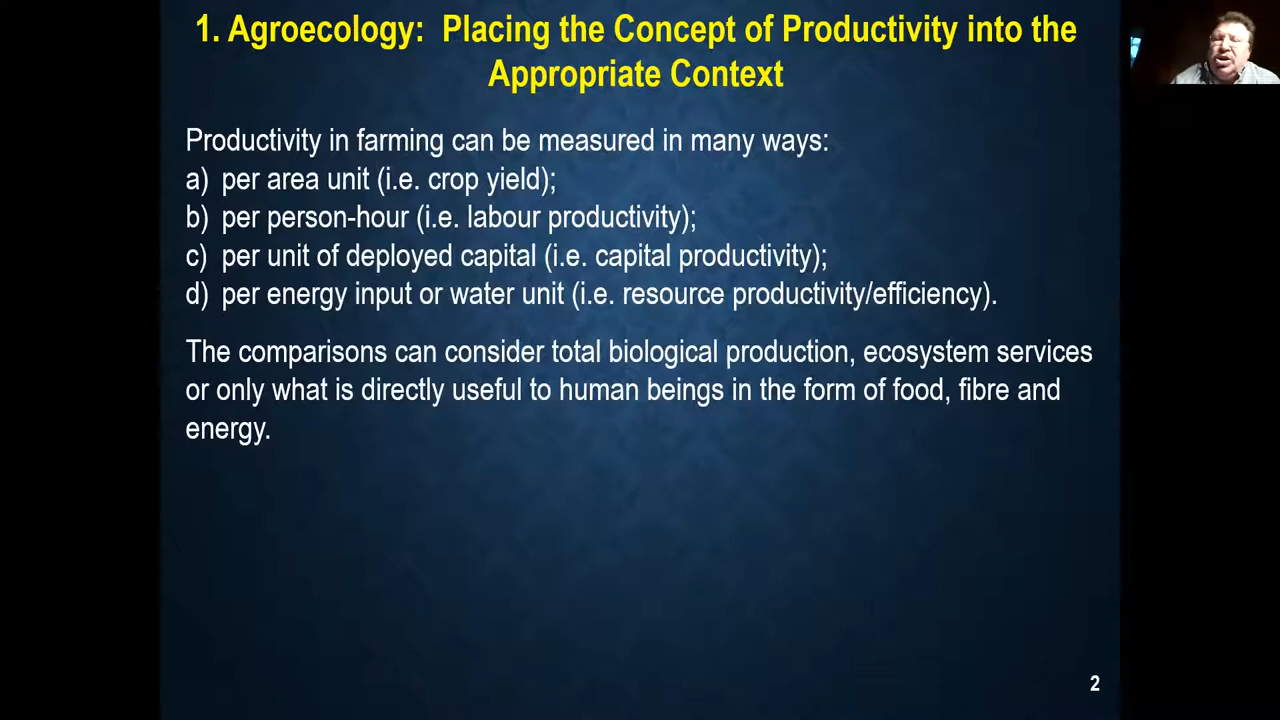 1. Agroecology: Placing the Concept of Productivity into the
Appropriate Context
Productivity in farming can be measured in many ways:
a) per area unit (i.e. crop yield);
b) per person-hour (i.e. labour productivity);
c) per unit of deployed capital (i.e. capital productivity);
d) per energy input or water unit (i.e. resource productivity/efficiency).
The comparisons can consider total biological production, ecosystem services
or only what is directly useful to human beings in the form of food, fibre and
energy.
2